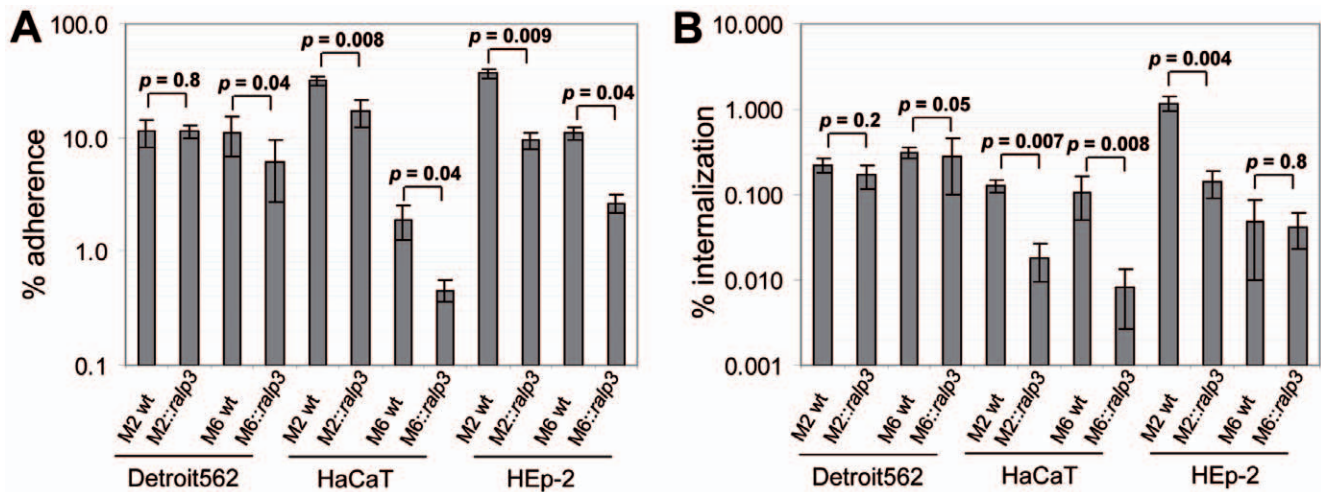 A
% adherence
100.0
10.0
1.0
0.1
p = 0.8
p = 0.04
p = 0.008
p = 0.04
p = 0.009
p = 0.04
M2 wt
M2::ralp3
M6 wt
M6::ralp3
M2 wt
M2::ralp3
M6 wt
M6::ralp3
M2 wt
M2::ralp3
M6 wt
M6::ralp3
Detroit562
HaCaT
HEp-2
B
% internalization
10.000
1.000
0.100
0.010
0.001
p = 0.2
p = 0.05
p = 0.007
p = 0.008
p = 0.004
p = 0.8
M2 wt
M2::ralp3
M6 wt
M6::ralp3
M2 wt
M2::ralp3
M6 wt
M6::ralp3
M2 wt
M2::ralp3
M6 wt
M6::ralp3
Detroit562
HaCaT
HEp-2